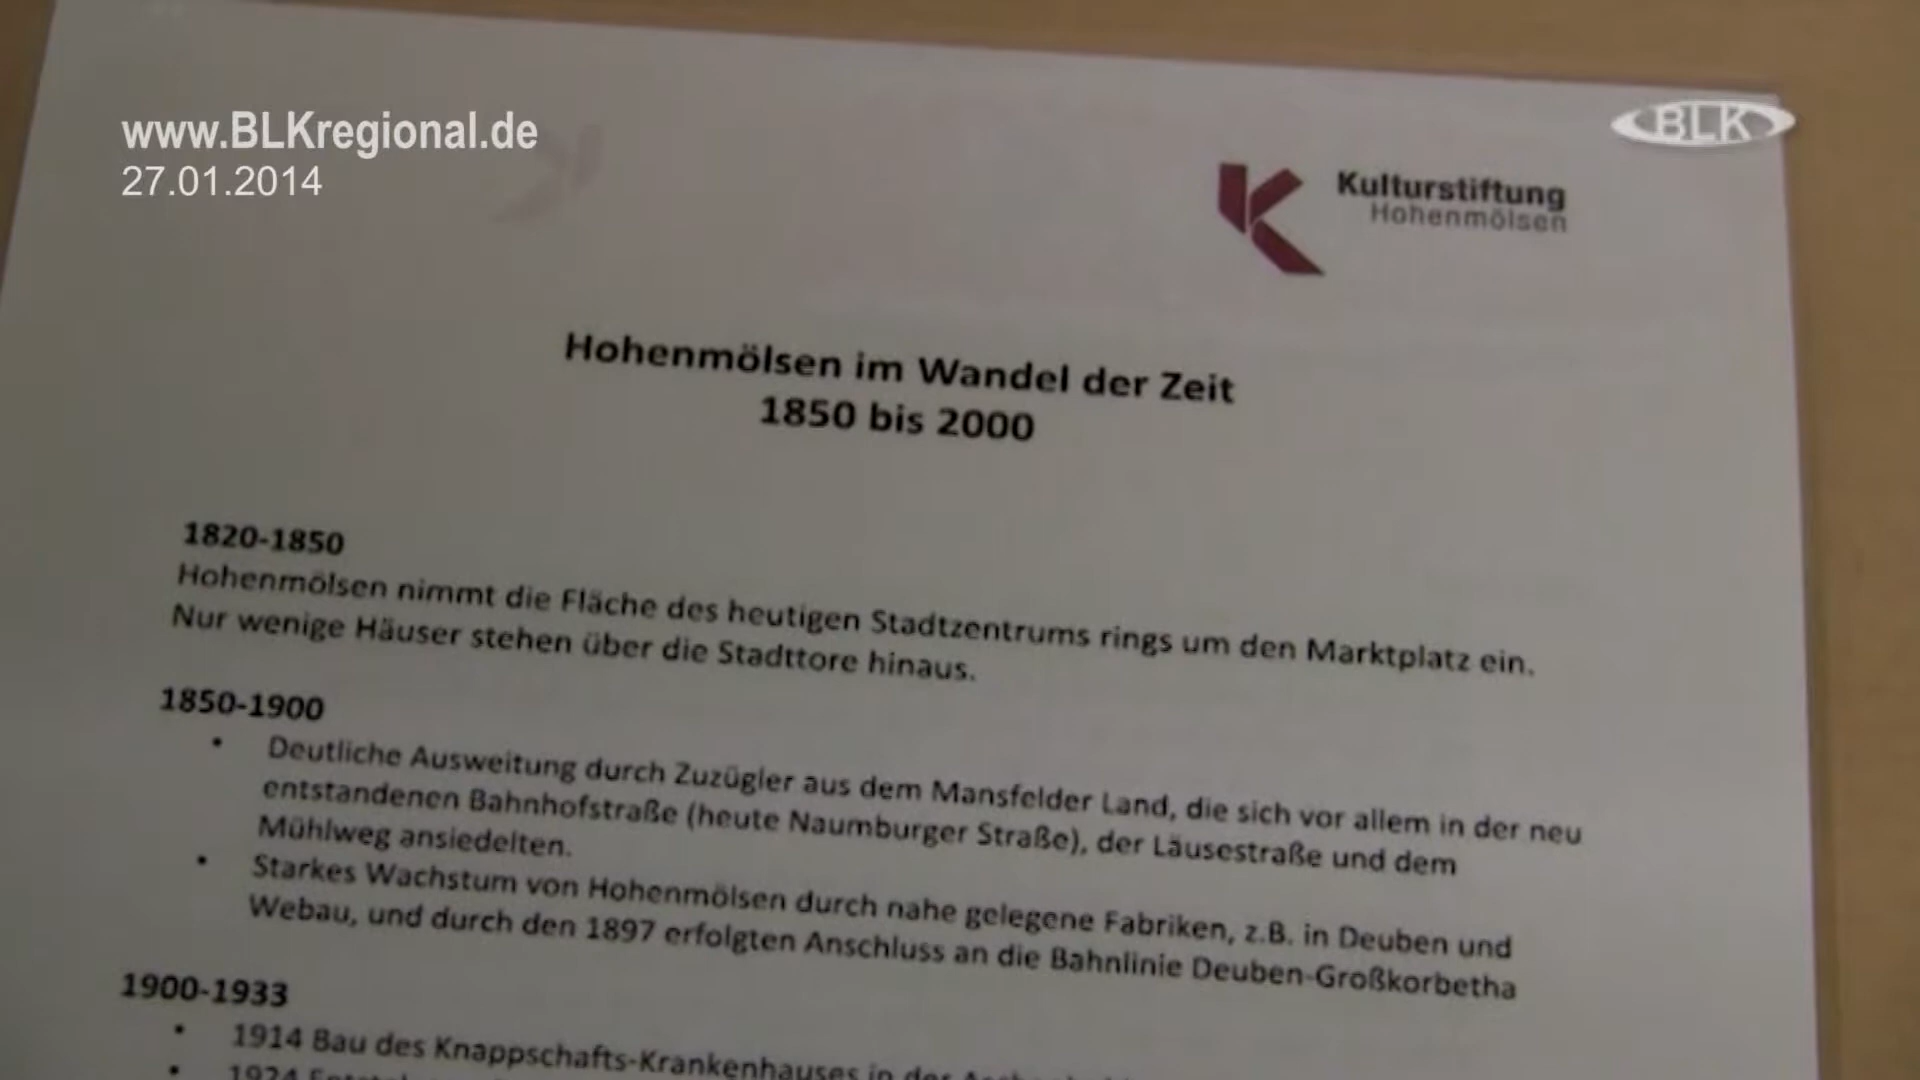 www.BLKregional.de
27.01.2014
BLK
Kulturstiftung
Hohenmölsen
Hohenmölsen im Wandel der Zeit
1850 bis 2000
1820-1850
Hohenmölsen nimmt die Fläche des heutigen Stadtzentrums rings um den Marktplatz ein.
Nur wenige Häuser stehen über die Stadttore hinaus.
1850-1900
• Deutliche Ausweitung durch Zuzügler aus dem Mansfelder Land, die sich vor allem in der neu
entstandenen Bahnhofstraße (heute Naumburger Straße), der Läusestraße und dem
Mühlweg ansiedelten.
• Starkes Wachstum von Hohenmölsen durch nahe gelegene Fabriken, z.B. in Deuben und
Webau, und durch den 1897 erfolgten Anschluss an die Bahnlinie Deuben-Großkorbetha
1900-1933
• 1914 Bau des Knappschafts-Krankenhauses in der
• 1924